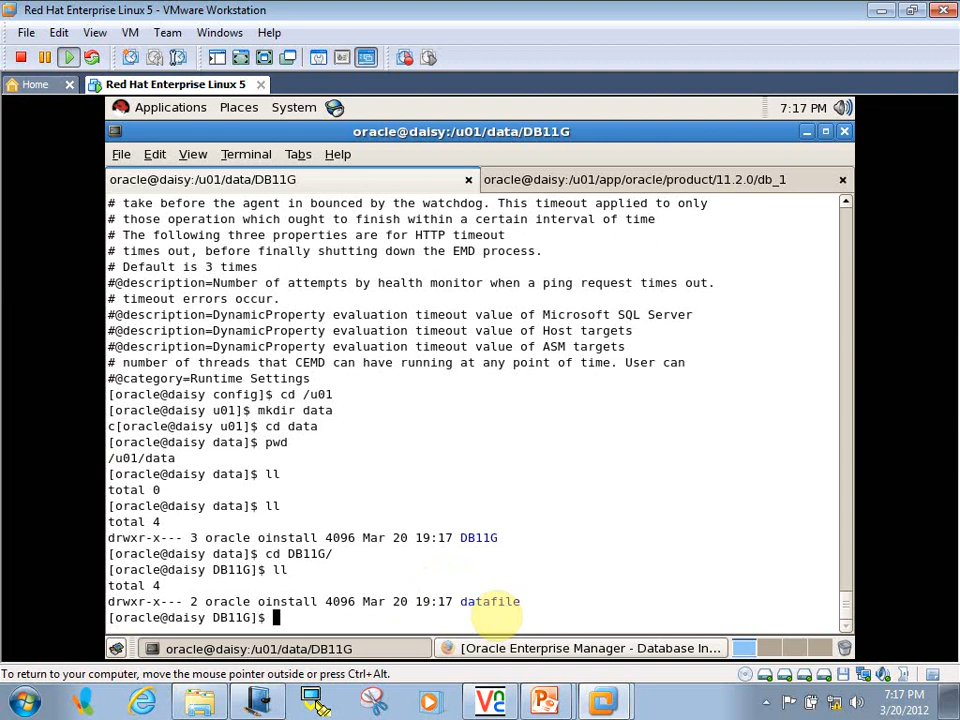 Red Hat Enterprise Linux 5 - VMware Workstation
File Edit View VM Team Windows Help
Home Red Hat Enterprise Linux 5
Applications Places System 7:17 PM
oracle@daisy:/u01/data/DB11G
File Edit View Terminal Tabs Help
oracle@daisy:/u01/data/DB11G oracle@daisy:/u01/app/oracle/product/11.2.0/db_1
# take before the agent in bounced by the watchdog. This timeout applied to only
# those operation which ought to finish within a certain interval of time
# The following three properties are for HTTP timeout
# times out, before finally shutting down the EMD process.
# Default is 3 times
#@description=Number of attempts by health monitor when a ping request times out.
# timeout errors occur.
#@description=DynamicProperty evaluation timeout value of Microsoft SQL Server
#@description=DynamicProperty evaluation timeout value of Host targets
#@description=DynamicProperty evaluation timeout value of ASM targets
# number of threads that CEMD can have running at any point of time. User can
#@category=Runtime Settings
[oracle@daisy config]$ cd /u01
[oracle@daisy u01]$ mkdir data
c[oracle@daisy u01]$ cd data
[oracle@daisy data]$ pwd
/u01/data
[oracle@daisy data]$ ll
total 0
[oracle@daisy data]$ ll
total 4
drwxr-x--- 3 oracle oinstall 4096 Mar 20 19:17 DB11G
[oracle@daisy data]$ cd DB11G/
[oracle@daisy DB11G]$ ll
total 4
drwxr-x--- 2 oracle oinstall 4096 Mar 20 19:17 datafile
[oracle@daisy DB11G]$
oracle@daisy:/u01/data/DB11G [Oracle Enterprise Manager - Database In...
To return to your computer, move the mouse pointer outside or press Ctrl+Alt.
7:17 PM
3/20/2012